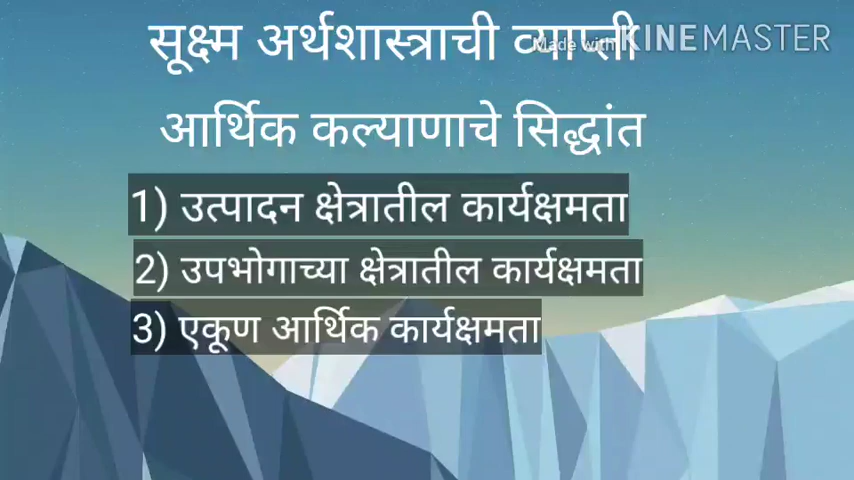 सूक्ष्म अर्थशास्त्राची व्याप्ती
Made with KINEMASTER
आर्थिक कल्याणाचे सिद्धांत
1) उत्पादन क्षेत्रातील कार्यक्षमता
2) उपभोगाच्या क्षेत्रातील कार्यक्षमता
3) एकूण आर्थिक कार्यक्षमता